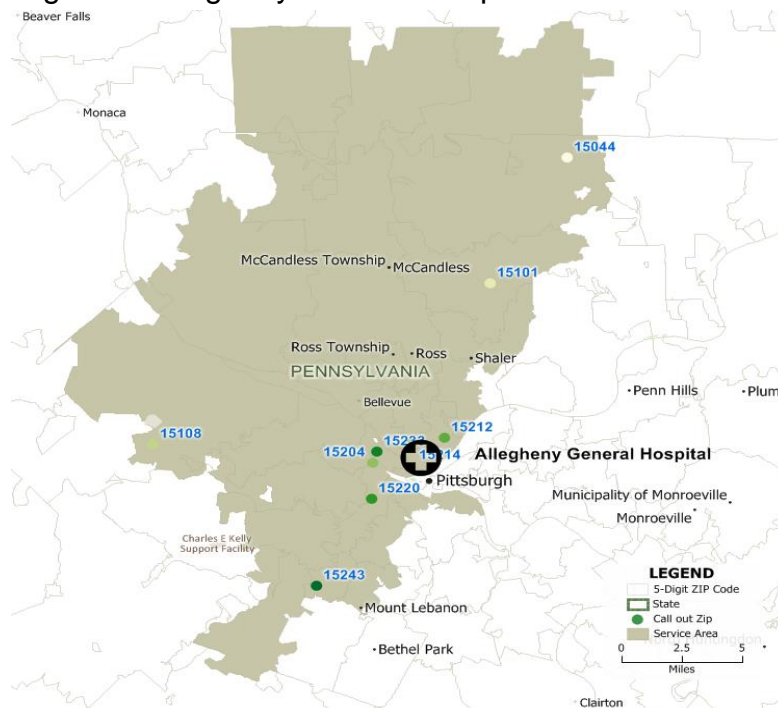 Beaver Falls
Monaca
15044
McCandless Township
McCandless
15101
Ross Township
Ross
Shaler
PENNSYLVANIA
Penn Hills
Plum
Bellevue
15108
15212
15233
15204
15214
Allegheny General Hospital
Pittsburgh
15220
Municipality of Monroeville
Monroeville
Charles E Kelly
Support Facility
15243
Mount Lebanon
Bethel Park
LEGEND
5-Digit ZIP Code
State
Call out Zip
Service Area
0 2.5 5
Miles
Clairton